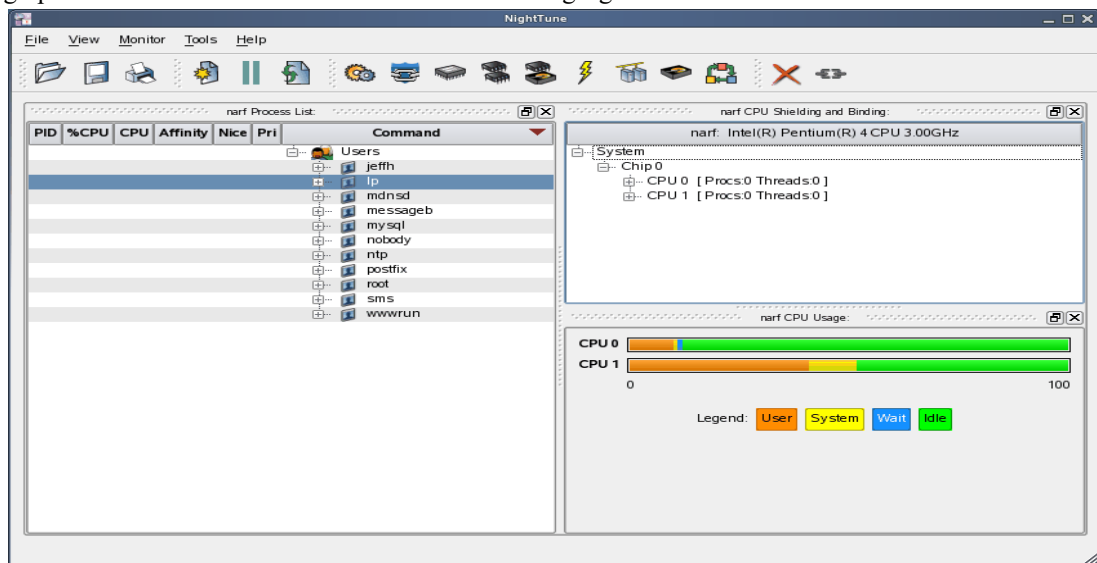 NightTune
File View Monitor Tools Help
narf Process List:
PID %CPU CPU Affinity Nice Pri Command
Users
jeffh
lp
mdnsd
messageb
mysql
nobody
ntp
postfix
root
sms
wwwrun
narf CPU Shielding and Binding:
narf: Intel(R) Pentium(R) 4 CPU 3.00GHz
System
Chip 0
CPU 0 [ Procs:0 Threads:0 ]
CPU 1 [ Procs:0 Threads:0 ]
narf CPU Usage:
CPU 0
CPU 1
0 100
Legend: User System Wait Idle